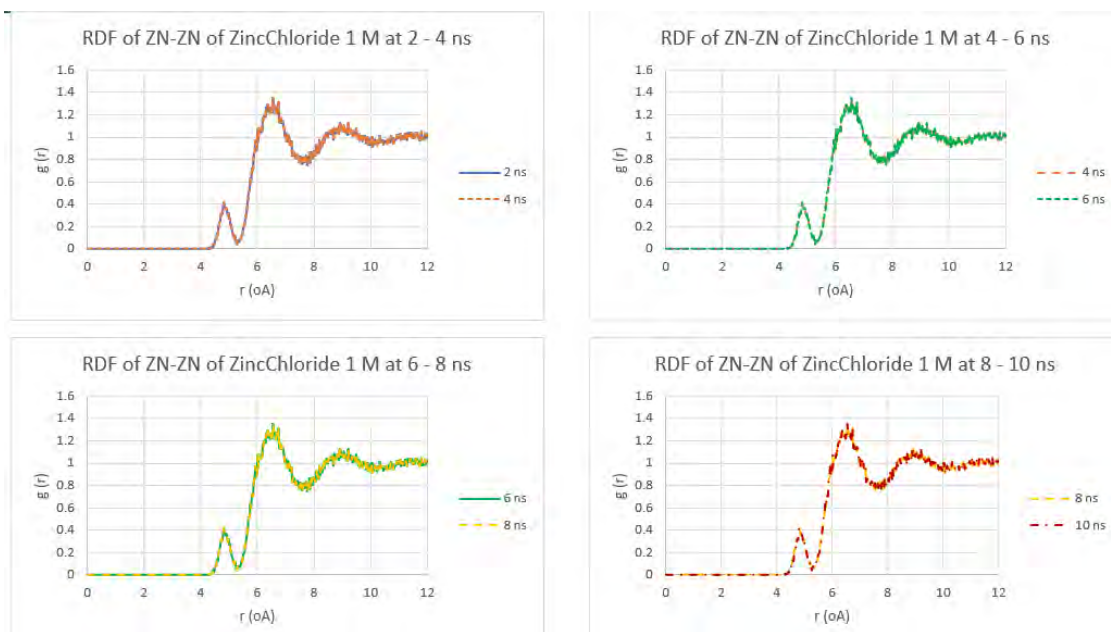 RDF of ZN-ZN of ZincChloride 1 M at 2 - 4 ns
1.6
1.4
1.2
1
0.8
0.6
0.4
0.2
0
g (r)
0 2 4 6 8 10 12
r (oA)
2 ns
4 ns
RDF of ZN-ZN of ZincChloride 1 M at 4 - 6 ns
1.6
1.4
1.2
1
0.8
0.6
0.4
0.2
0
g (r)
0 2 4 6 8 10 12
r (oA)
4 ns
6 ns
RDF of ZN-ZN of ZincChloride 1 M at 6 - 8 ns
1.6
1.4
1.2
1
0.8
0.6
0.4
0.2
0
g (r)
0 2 4 6 8 10 12
r (oA)
6 ns
8 ns
RDF of ZN-ZN of ZincChloride 1 M at 8 - 10 ns
1.6
1.4
1.2
1
0.8
0.6
0.4
0.2
0
g (r)
0 2 4 6 8 10 12
r (oA)
8 ns
10 ns